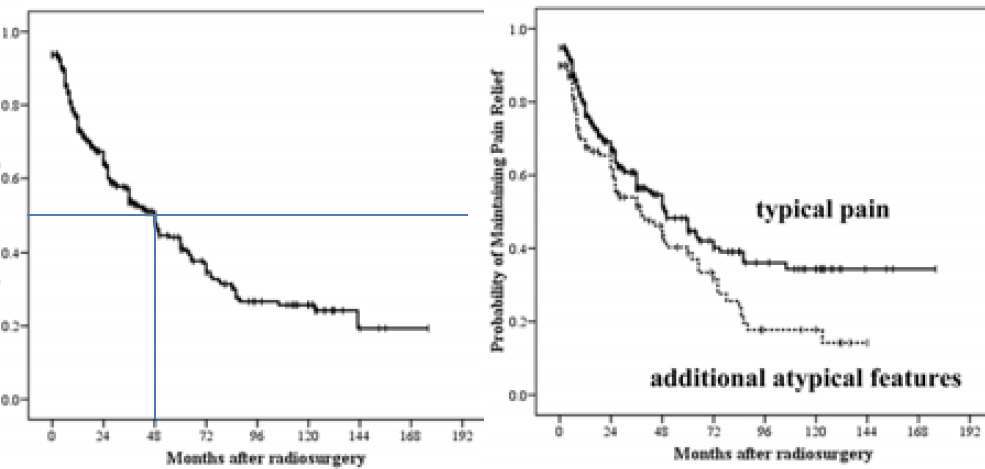 1.0
0.8
0.6
0.4
0.2
0.0
0 24 48 72 96 120 144 168 192
Months after radiosurgery
Probability of Maintaining Pain Relief
1.0
0.8
0.6
0.4
0.2
0.0
typical pain
additional atypical features
0 24 48 72 96 120 144 168 192
Months after radiosurgery